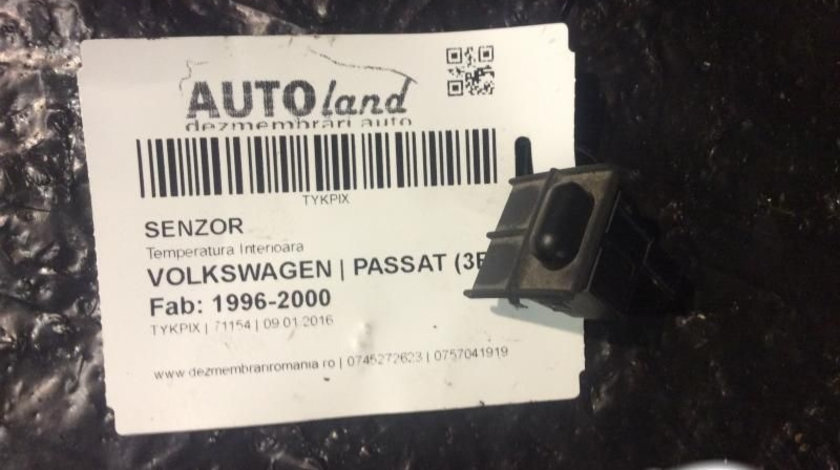 AUTOland
dezmembrări auto
TYKPIX
SENZOR
Temperatura Interioara
VOLKSWAGEN | PASSAT (3B
Fab: 1996-2000
TYKPIX | 71154 | 09.01.2016
www.dezmembrariromania.ro | 0745272623 | 0757041919